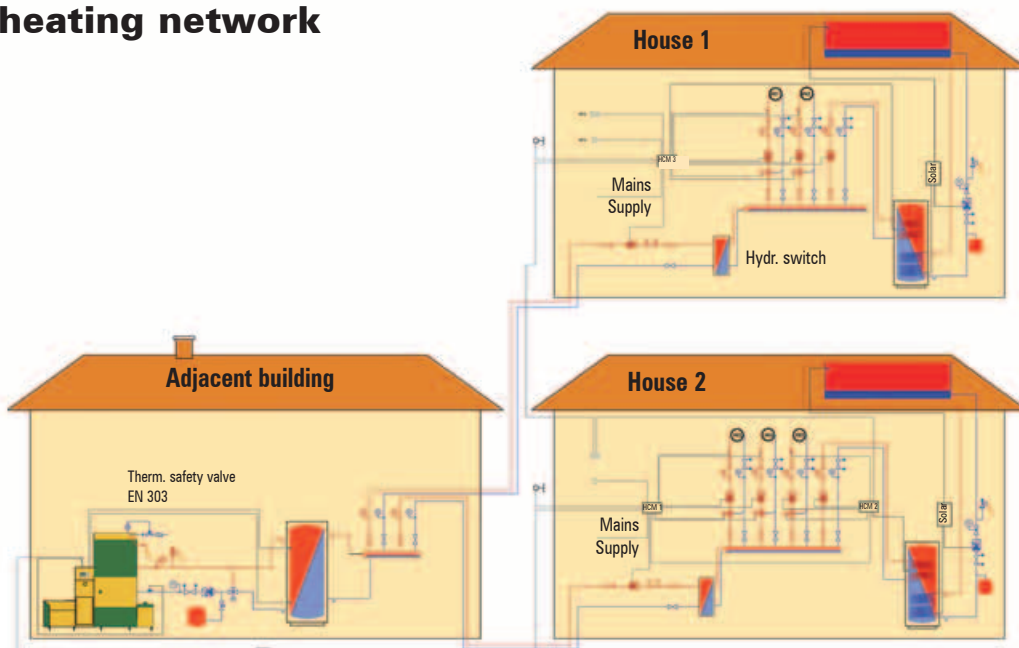 heating network
House 1
HCM 3
Solar
Mains
Supply
Hydr. switch
Adjacent building
Therm. safety valve
EN 303
House 2
HCM 1
HCM 2
Solar
Mains
Supply